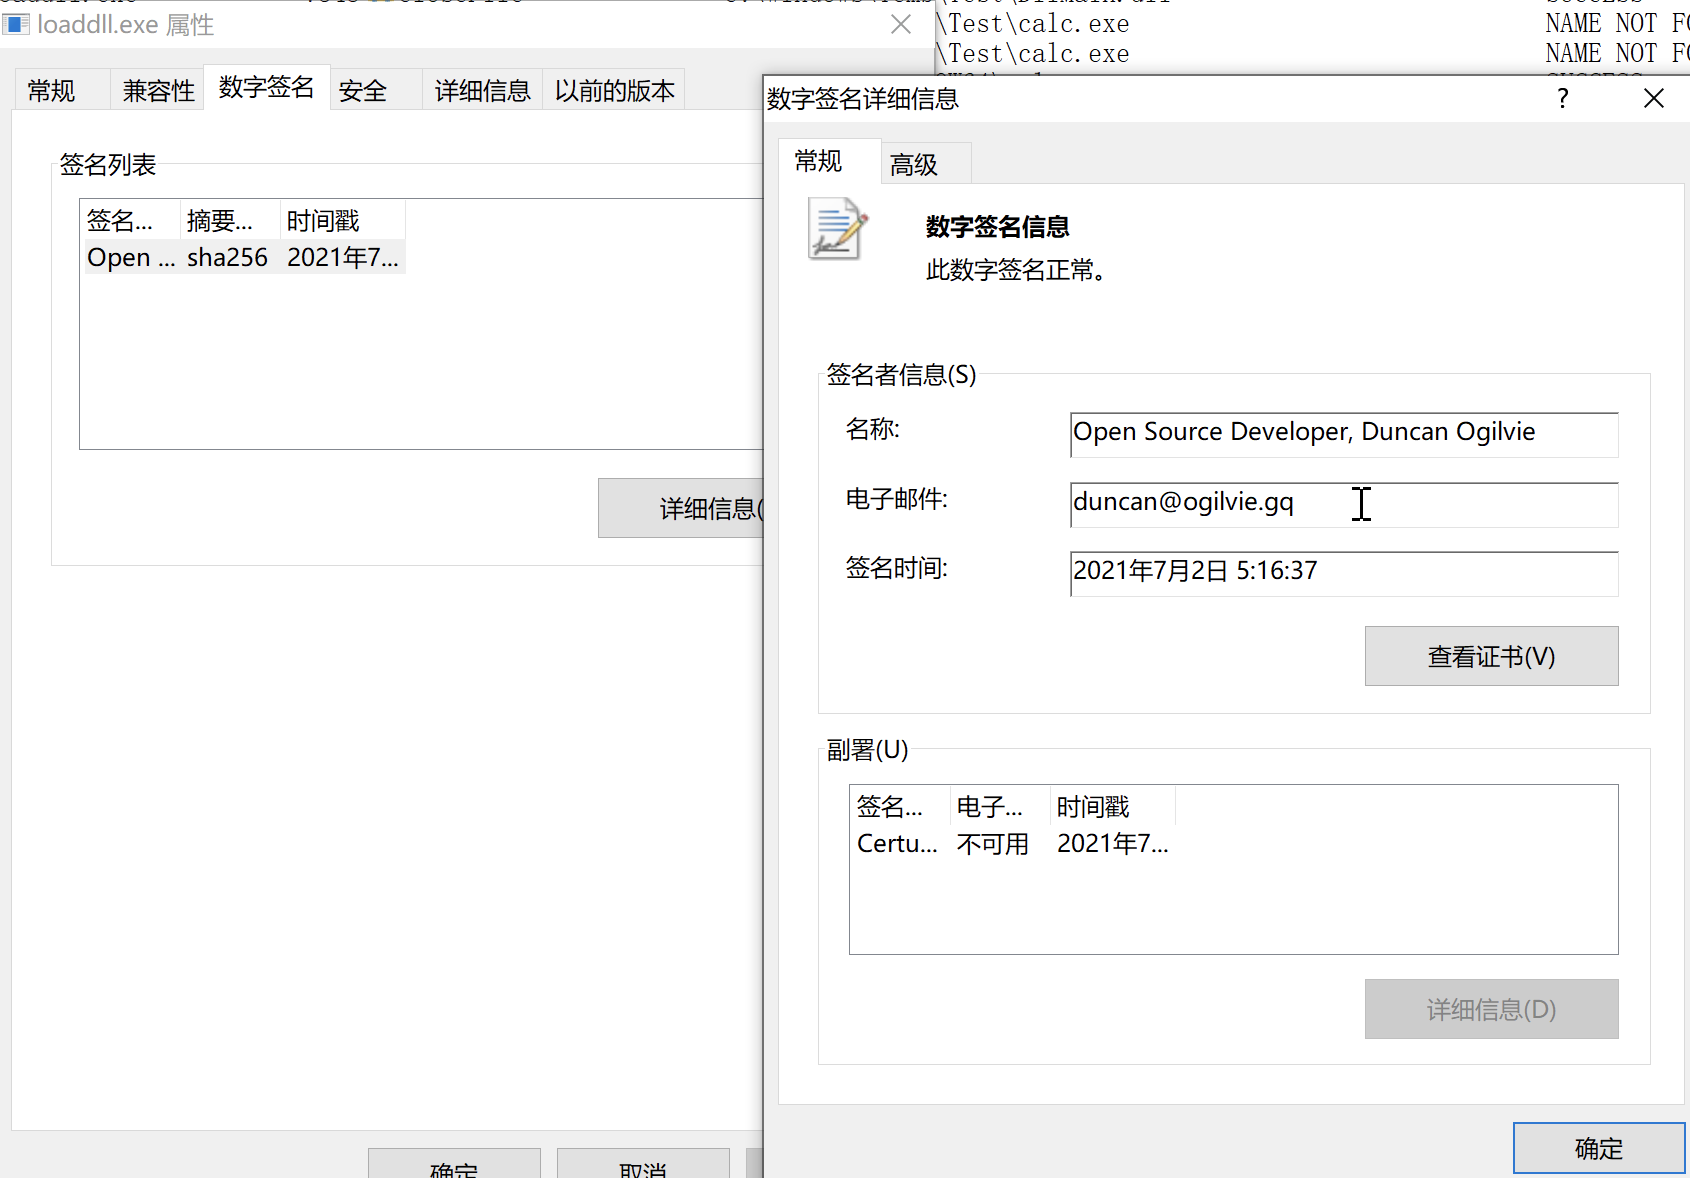 \Test\calc.exe NAME NOT FO
\Test\calc.exe NAME NOT FO
loaddll.exe 属性
常规 兼容性 数字签名 安全 详细信息 以前的版本
签名列表
签名... 摘要... 时间戳
Open ... sha256 2021年7...
详细信息(
确定 取消
数字签名详细信息
常规 高级
数字签名信息
此数字签名正常。
签名者信息(S)
名称: Open Source Developer, Duncan Ogilvie
电子邮件: duncan@ogilvie.gq
签名时间: 2021年7月2日 5:16:37
查看证书(V)
副署(U)
签名... 电子... 时间戳
Certu... 不可用 2021年7...
详细信息(D)
确定